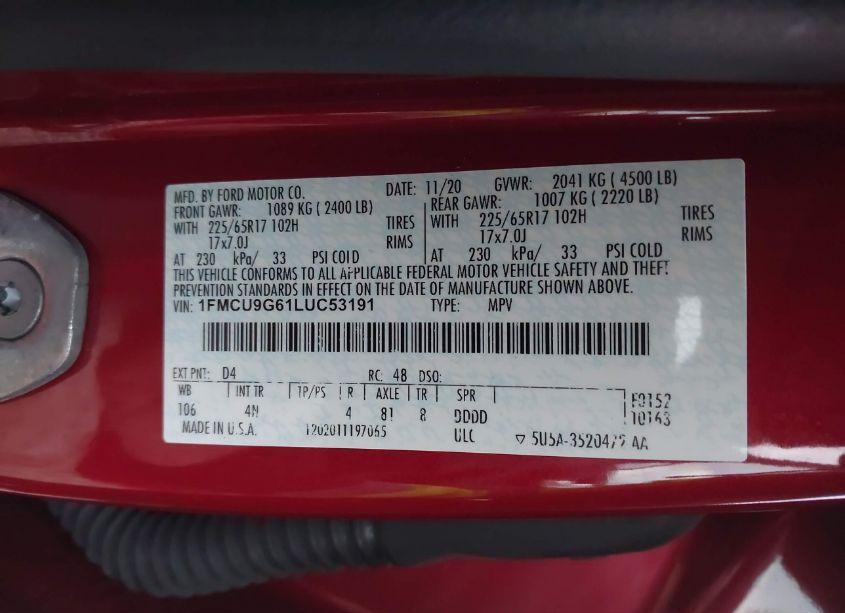 MFD. BY FORD MOTOR CO. DATE: 11/20 GVWR: 2041 KG ( 4500 LB)
FRONT GAWR: 1089 KG ( 2400 LB) REAR GAWR: 1007 KG ( 2220 LB)
WITH 225/65R17 102H TIRES WITH 225/65R17 102H TIRES
17x7.0J RIMS 17x7.0J RIMS
AT 230 kPa/ 33 PSI COLD AT 230 kPa/ 33 PSI COLD
THIS VEHICLE CONFORMS TO ALL APPLICABLE FEDERAL MOTOR VEHICLE SAFETY AND THEFT
PREVENTION STANDARDS IN EFFECT ON THE DATE OF MANUFACTURE SHOWN ABOVE.
VIN: 1FMCU9G61LUC53191 TYPE: MPV
EXT PNT: D4 RC: 48 DSO:
WB INT TR TP/PS R AXLE TR SPR
106 4N 4 81 8 DDDD
MADE IN U.S.A. 1202011197065